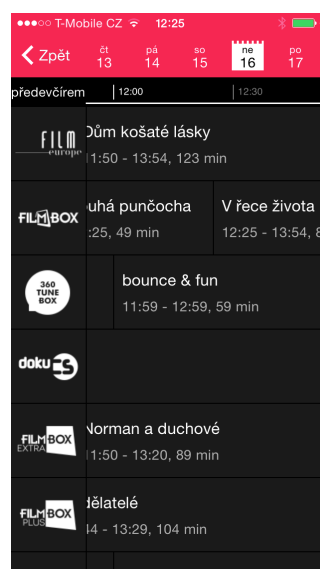 T-Mobile CZ 12:25
Zpět
čt pá so ne po
13 14 15 16 17
předevčírem 12:00 12:30
FILM europe
Dům košaté lásky
11:50 - 13:54, 123 min
FILMBOX
uhá punčocha V řece života
:25, 49 min 12:25 - 13:54, 8
360 TUNE BOX
bounce & fun
11:59 - 12:59, 59 min
doku CS
FILMBOX EXTRA
Norman a duchové
11:50 - 13:20, 89 min
FILMBOX PLUS
dělatelé
44 - 13:29, 104 min